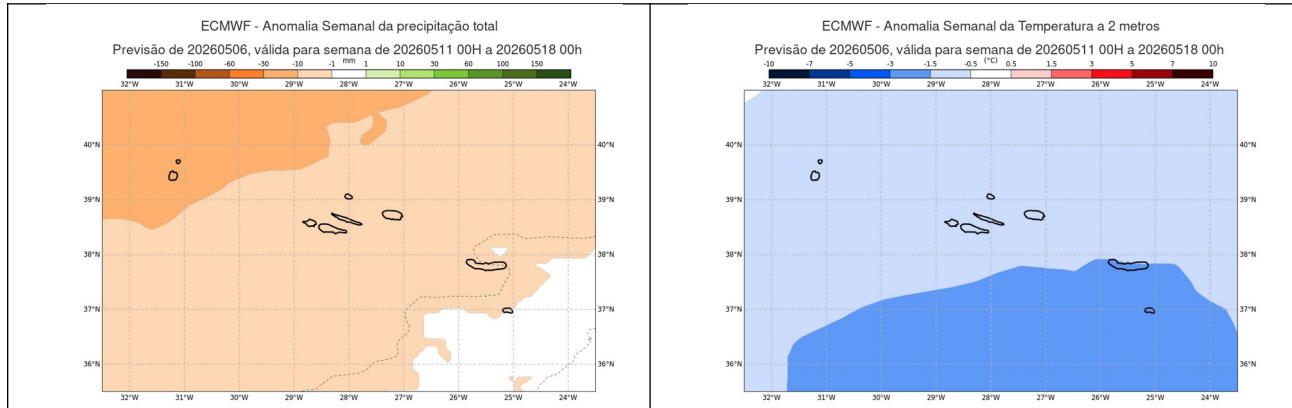 ECMWF - Anomalia Semanal da precipitação total
Previsão de 20260506, válida para semana de 20260511 00H a 20260518 00h
mm
-150 -100 -60 -30 -10 -1 1 10 30 60 100 150
32°W 31°W 30°W 29°W 28°W 27°W 26°W 25°W 24°W
40°N 40°N
39°N 39°N
38°N 38°N
37°N 37°N
36°N 36°N
32°W 31°W 30°W 29°W 28°W 27°W 26°W 25°W 24°W
ECMWF - Anomalia Semanal da Temperatura a 2 metros
Previsão de 20260506, válida para semana de 20260511 00H a 20260518 00h
(°C)
-10 -7 -5 -3 -1.5 -0.5 0.5 1.5 3 5 7 10
32°W 31°W 30°W 29°W 28°W 27°W 26°W 25°W 24°W
40°N 40°N
39°N 39°N
38°N 38°N
37°N 37°N
36°N 36°N
32°W 31°W 30°W 29°W 28°W 27°W 26°W 25°W 24°W